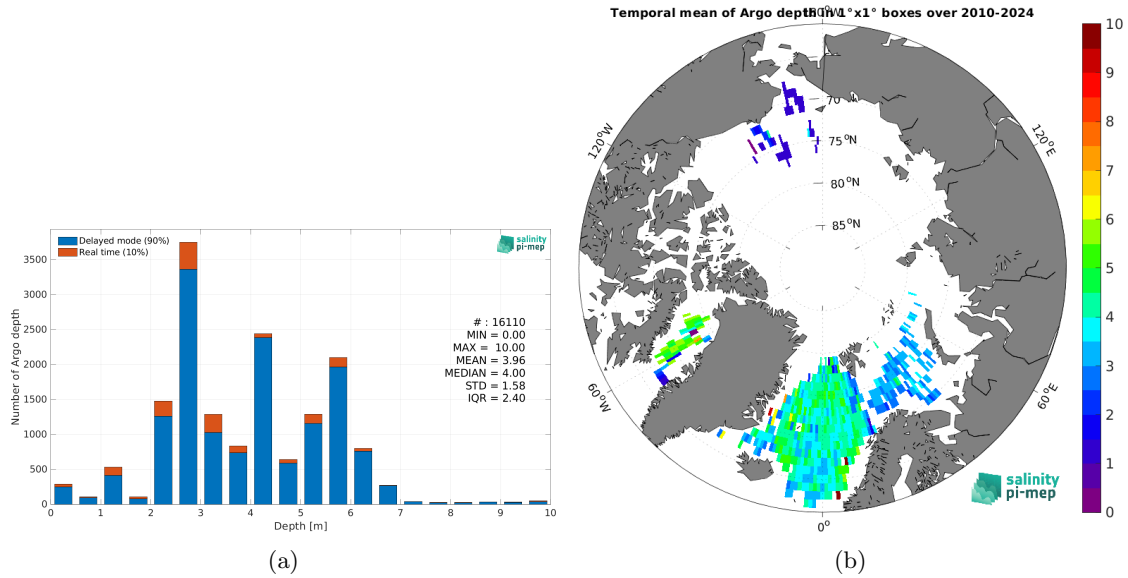 Delayed mode (90%)
Real time (10%)
salinity
pi-mep
# : 16110
MIN = 0.00
MAX = 10.00
MEAN = 3.96
MEDIAN = 4.00
STD = 1.58
IQR = 2.40
Number of Argo depth
3500
3000
2500
2000
1500
1000
500
0
0 1 2 3 4 5 6 7 8 9 10
Depth [m]
(a)
Temporal mean of Argo depth in 1°x1° boxes over 2010-2024
180°W
120°W
120°E
70°N
75°N
80°N
85°N
60°W
60°E
0°
salinity
pi-mep
10
9
8
7
6
5
4
3
2
1
0
(b)